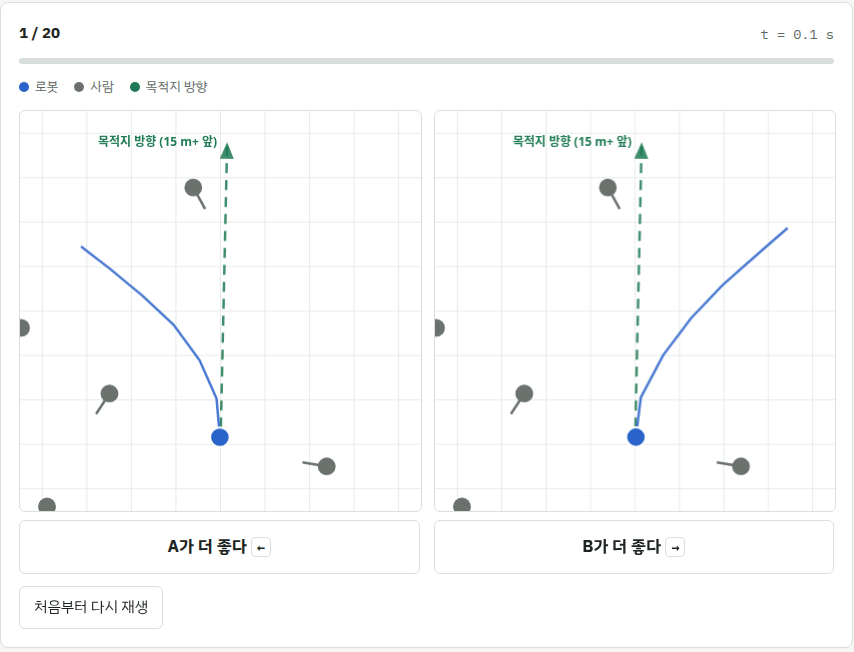 1 / 20
t = 0.1 s
로봇 사람 목적지 방향
목적지 방향 (15 m+ 앞)
목적지 방향 (15 m+ 앞)
A가 더 좋다 ←
B가 더 좋다 →
처음부터 다시 재생